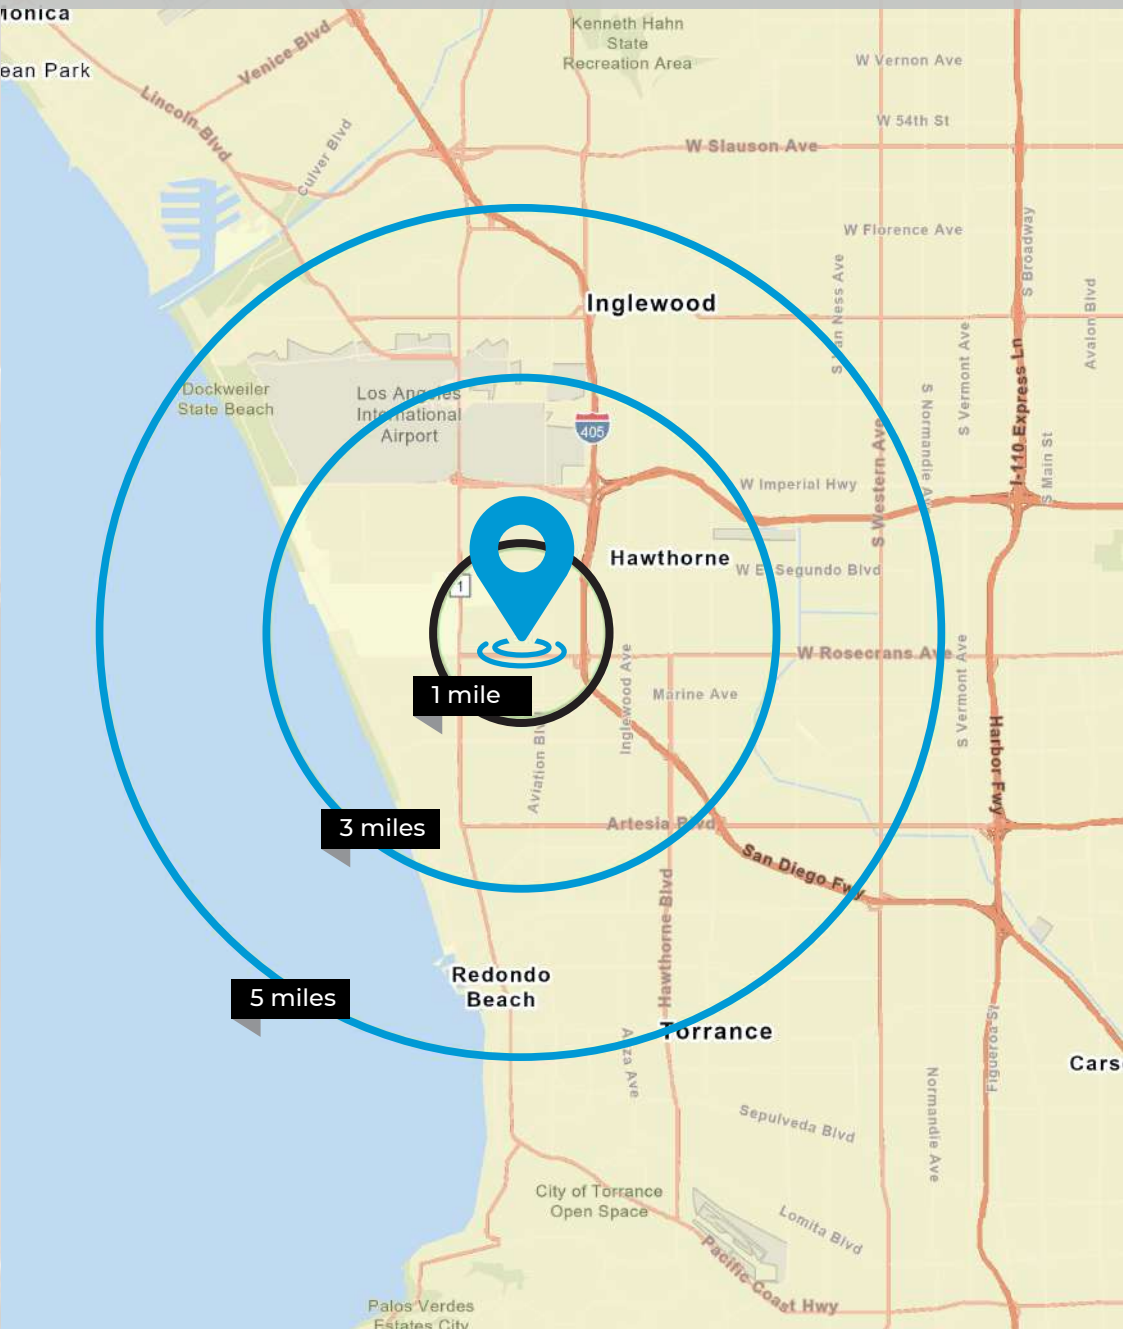 Monica
ean Park
Venice Blvd
Lincoln Blvd
Culver Blvd
Kenneth Hahn
State
Recreation Area
W Vernon Ave
W 54th St
W Slauson Ave
W Florence Ave
S Broadway
S Van Ness Ave
Avalon Blvd
Inglewood
S Vermont Ave
I-110 Express Ln
Dockweiler
State Beach
Los Angeles
International
Airport
405
S Normandie Ave
S Western Ave
S Main St
W Imperial Hwy
Hawthorne
W El Segundo Blvd
1
W Rosecrans Ave
S Vermont Ave
Inglewood Ave
Marine Ave
1 mile
Aviation Blvd
Harbor Fwy
3 miles
Artesia Blvd
San Diego Fwy
Hawthorne Blvd
Redondo
Beach
5 miles
Torrance
Anza Ave
Figueroa St
Cars
Normandie Ave
Sepulveda Blvd
City of Torrance
Open Space
Lomita Blvd
Pacific Coast Hwy
Palos Verdes
Estates City